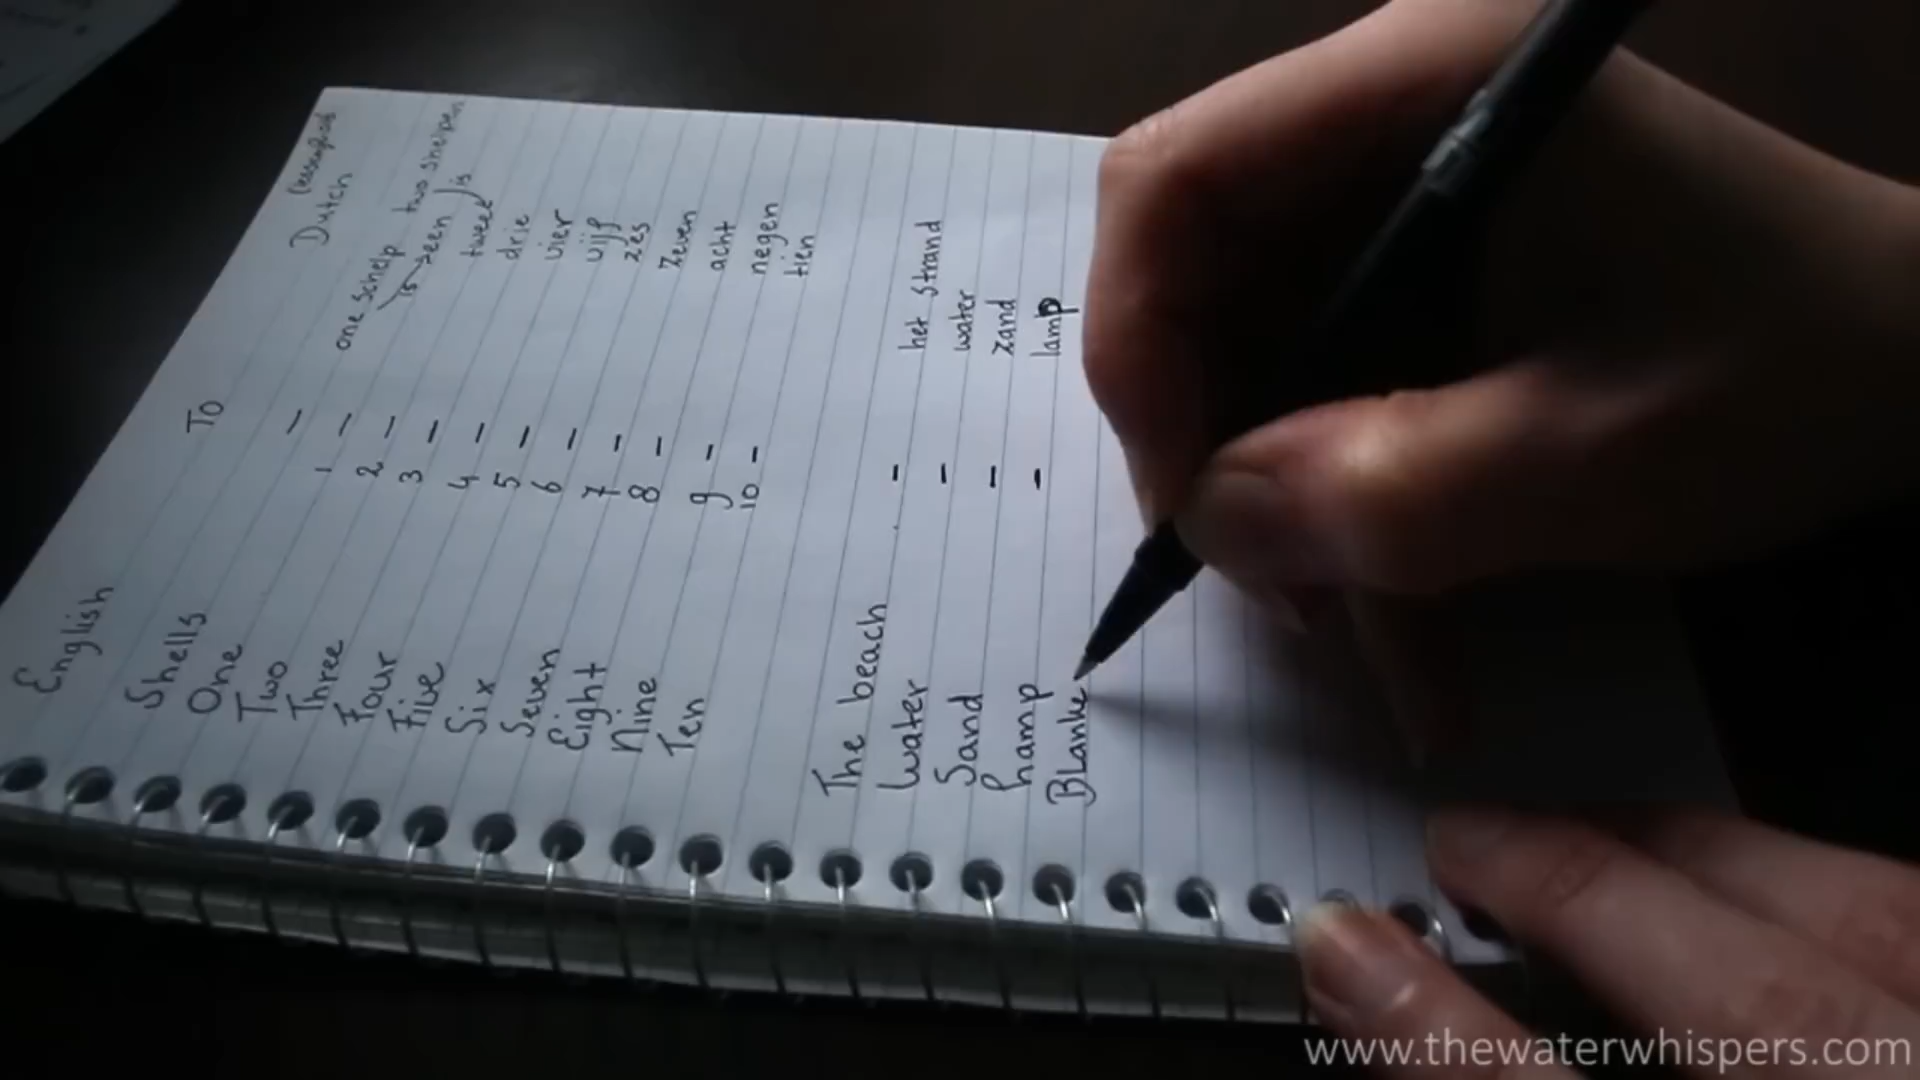 English To Dutch
Shells - one schelp two shelpen
One 1 - is een
Two 2 - twee is
Three 3 - drie
Four 4 - vier
Five 5 - vijf
Six 6 - zes
Seven 7 - zeven
Eight 8 - acht
Nine 9 - negen
Ten 10 - tien
The beach - het strand
Water - water
Sand - zand
Lamp - lamp
Blanke
www.thewaterwhispers.com